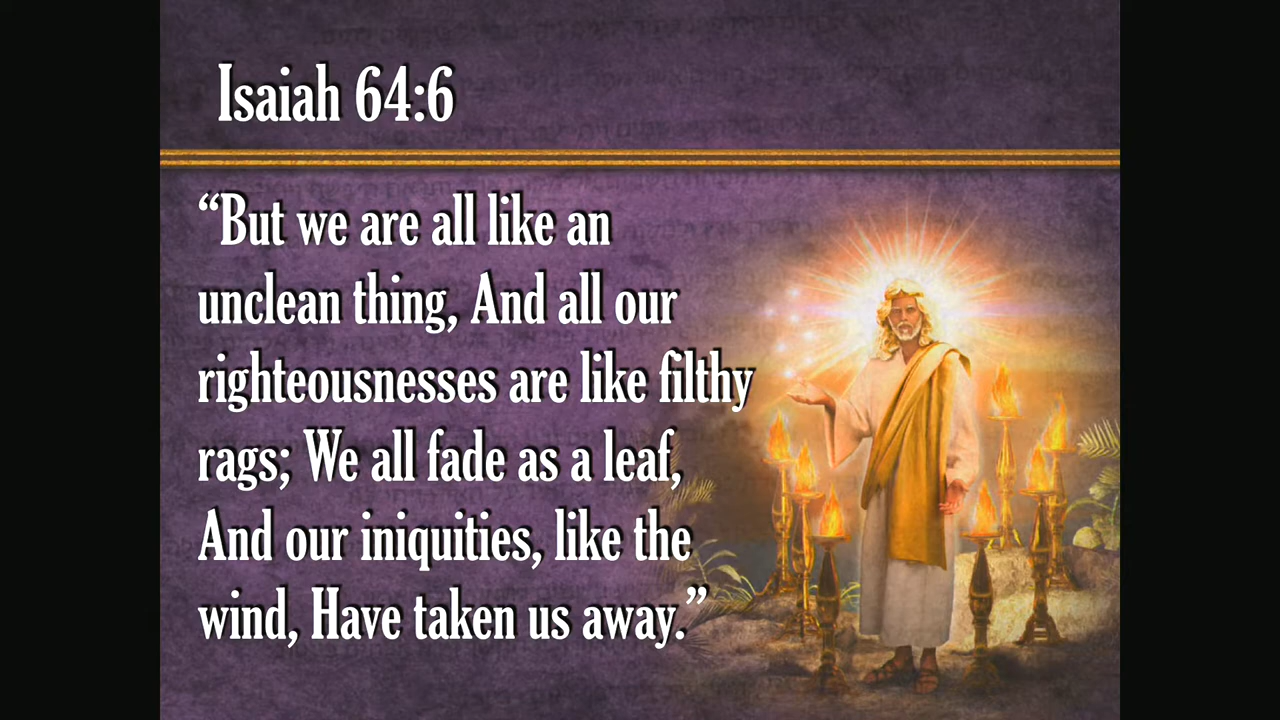 Isaiah 64:6
“But we are all like an
unclean thing, And all our
righteousnesses are like filthy
rags; We all fade as a leaf,
And our iniquities, like the
wind, Have taken us away.”